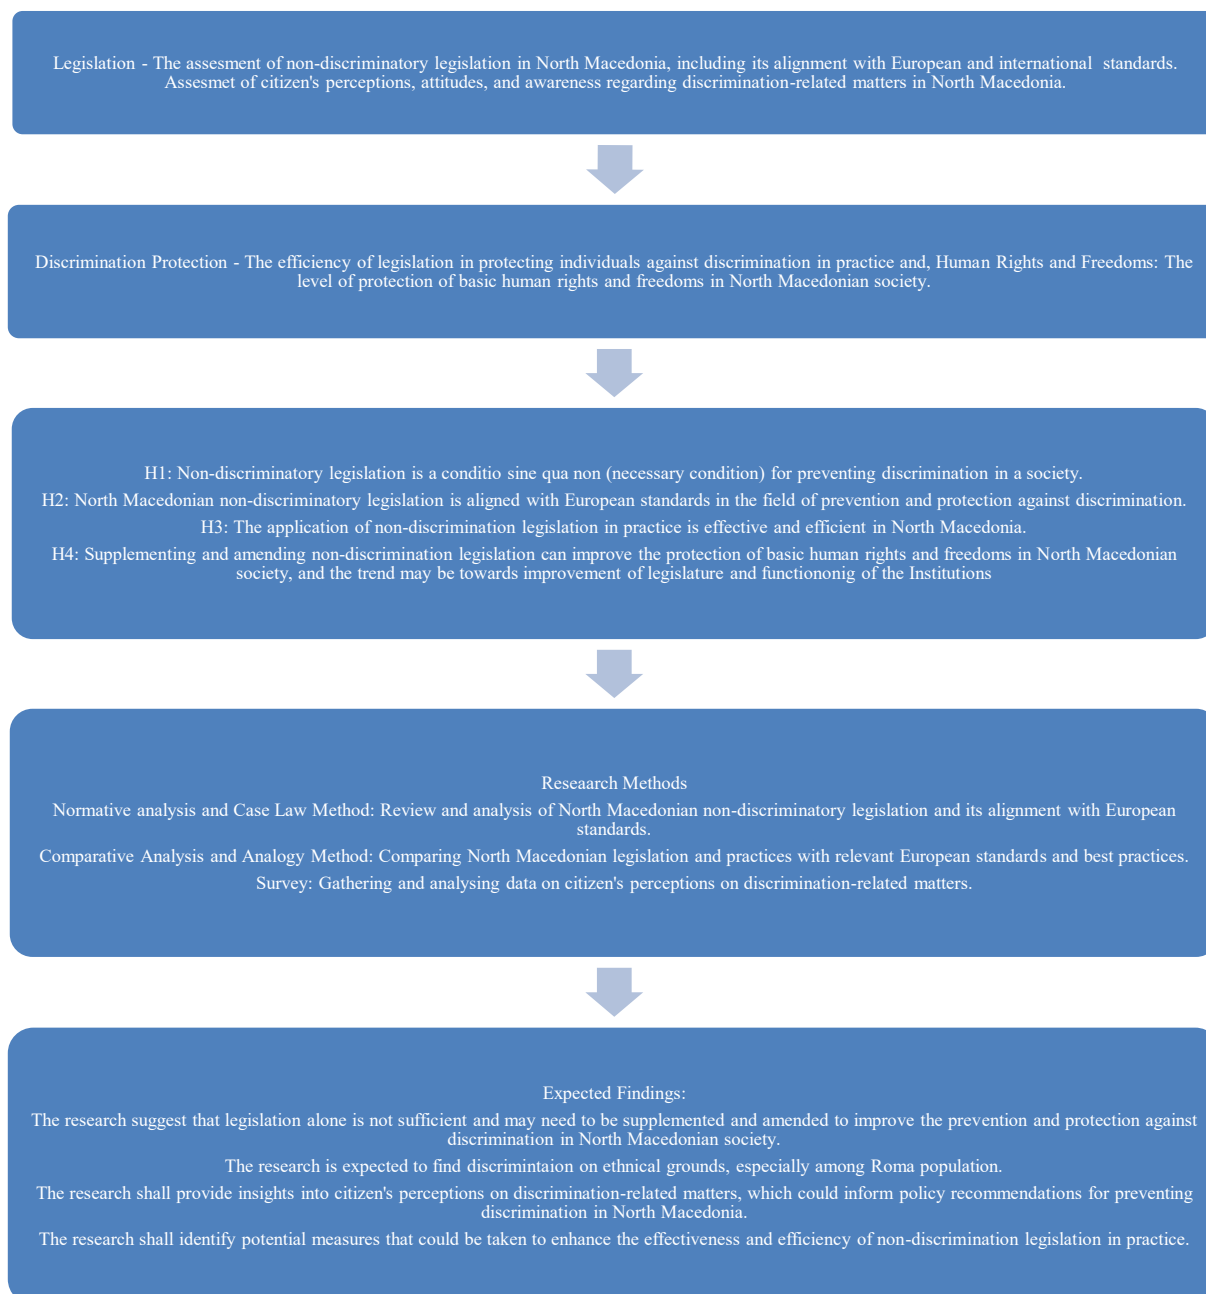 Legislation - The assesment of non-discriminatory legislation in North Macedonia, including its alignment with European and international standards.
Assesmet of citizen's perceptions, attitudes, and awareness regarding discrimination-related matters in North Macedonia.
Discrimination Protection - The efficiency of legislation in protecting individuals against discrimination in practice and, Human Rights and Freedoms: The
level of protection of basic human rights and freedoms in North Macedonian society.
H1: Non-discriminatory legislation is a conditio sine qua non (necessary condition) for preventing discrimination in a society.
H2: North Macedonian non-discriminatory legislation is aligned with European standards in the field of prevention and protection against discrimination.
H3: The application of non-discrimination legislation in practice is effective and efficient in North Macedonia.
H4: Supplementing and amending non-discrimination legislation can improve the protection of basic human rights and freedoms in North Macedonian
society, and the trend may be towards improvement of legislature and functiononig of the Institutions
Reseaarch Methods
Normative analysis and Case Law Method: Review and analysis of North Macedonian non-discriminatory legislation and its alignment with European
standards.
Comparative Analysis and Analogy Method: Comparing North Macedonian legislation and practices with relevant European standards and best practices.
Survey: Gathering and analysing data on citizen's perceptions on discrimination-related matters.
Expected Findings:
The research suggest that legislation alone is not sufficient and may need to be supplemented and amended to improve the prevention and protection against
discrimination in North Macedonian society.
The research is expected to find discrimintaion on ethnical grounds, especially among Roma population.
The research shall provide insights into citizen's perceptions on discrimination-related matters, which could inform policy recommendations for preventing
discrimination in North Macedonia.
The research shall identify potential measures that could be taken to enhance the effectiveness and efficiency of non-discrimination legislation in practice.